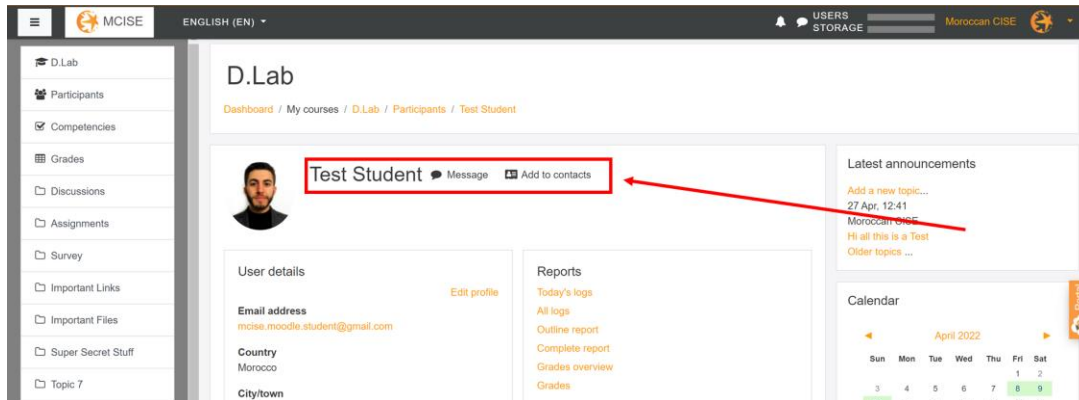 MCISE
ENGLISH (EN)
USERS
STORAGE
Moroccan CISE
D.Lab
Participants
Competencies
Grades
Discussions
Assignments
Survey
Important Links
Important Files
Super Secret Stuff
Topic 7
D.Lab
Dashboard / My courses / D.Lab / Participants / Test Student
Test Student Message Add to contacts
User details
Edit profile
Email address
mcise.moodle.student@gmail.com
Country
Morocco
City/town
Reports
Today's logs
All logs
Outline report
Complete report
Grades overview
Grades
Latest announcements
Add a new topic...
27 Apr, 12:41
Moroccan CISE
Hi all this is a Test
Older topics ...
Calendar
April 2022
Sun Mon Tue Wed Thu Fri Sat
1 2
3 4 5 6 7 8 9